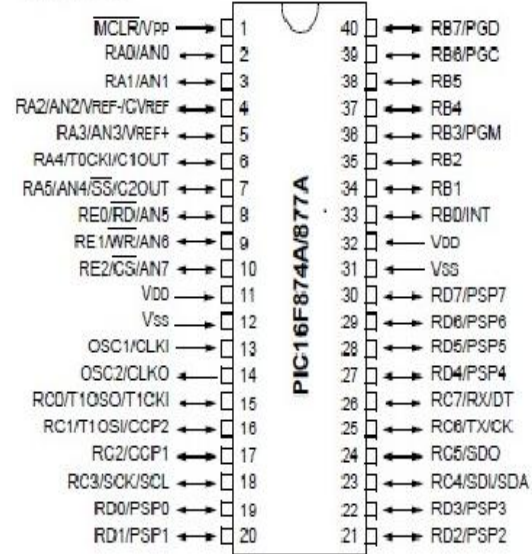 MCLR/VPP 1 40 RB7/PGD
RA0/AN0 2 39 RB6/PGC
RA1/AN1 3 38 RB5
RA2/AN2/VREF-/CVREF 4 37 RB4
RA3/AN3/VREF+ 5 36 RB3/PGM
RA4/T0CKI/C1OUT 6 35 RB2
RA5/AN4/SS/C2OUT 7 34 RB1
RE0/RD/AN5 8 33 RB0/INT
RE1/WR/AN6 9 32 VDD
RE2/CS/AN7 10 31 VSS
VDD 11 30 RD7/PSP7
VSS 12 29 RD6/PSP6
OSC1/CLKI 13 28 RD5/PSP5
OSC2/CLKO 14 27 RD4/PSP4
RC0/T1OSO/T1CKI 15 26 RC7/RX/DT
RC1/T1OSI/CCP2 16 25 RC6/TX/CK
RC2/CCP1 17 24 RC5/SDO
RC3/SCK/SCL 18 23 RC4/SDI/SDA
RD0/PSP0 19 22 RD3/PSP3
RD1/PSP1 20 21 RD2/PSP2
PIC16F874A/877A